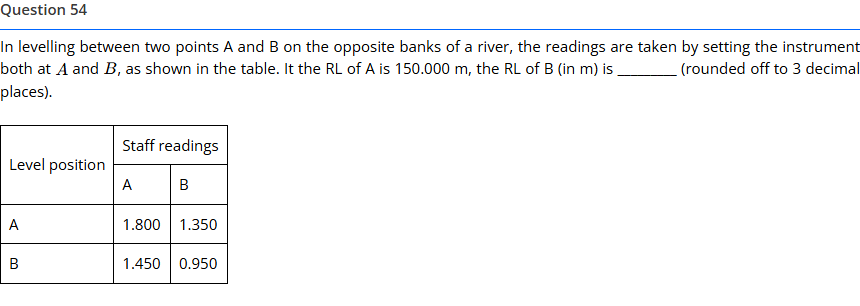 Question 54
In levelling between two points A and B on the opposite banks of a river, the readings are taken by setting the instrument
both at A and B, as shown in the table. It the RL of A is 150.000 m, the RL of B (in m) is ________ (rounded off to 3 decimal
places).
Level position Staff readings
A B
A 1.800 1.350
B 1.450 0.950